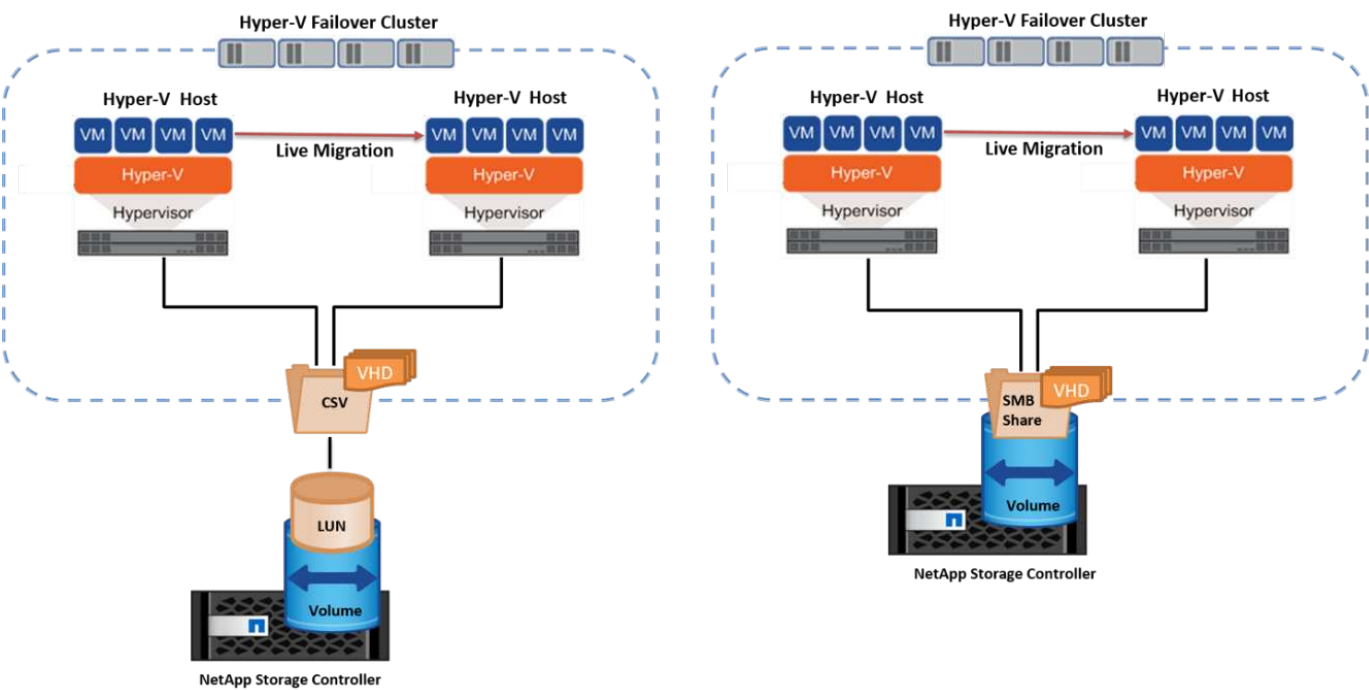 Hyper-V Failover Cluster
Hyper-V Host
Hyper-V Host
VM VM VM VM
VM VM VM VM
Live Migration
Hyper-V
Hyper-V
Hypervisor
Hypervisor
VHD
CSV
LUN
Volume
NetApp Storage Controller
Hyper-V Failover Cluster
Hyper-V Host
Hyper-V Host
VM VM VM VM
VM VM VM VM
Live Migration
Hyper-V
Hyper-V
Hypervisor
Hypervisor
VHD
SMB
Share
Volume
NetApp Storage Controller